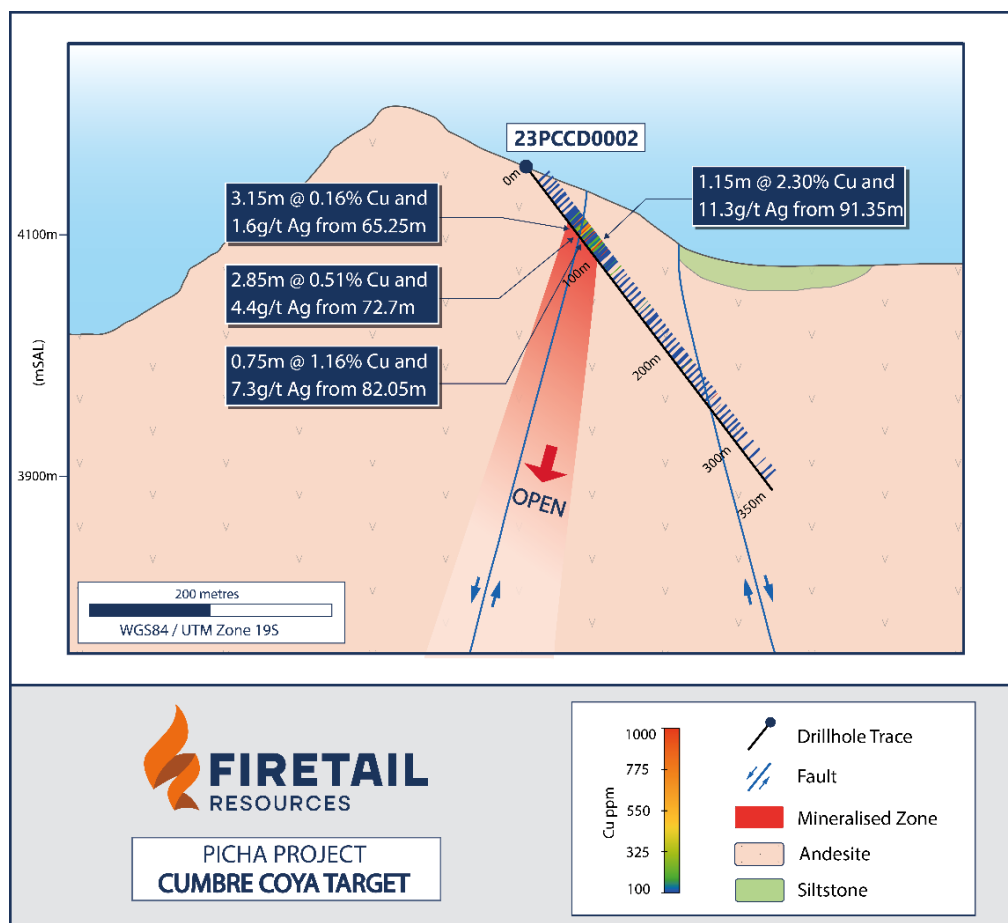 23PCCD0002
0m
3.15m @ 0.16% Cu and
1.6g/t Ag from 65.25m
1.15m @ 2.30% Cu and
11.3g/t Ag from 91.35m
4100m
2.85m @ 0.51% Cu and
4.4g/t Ag from 72.7m
100m
0.75m @ 1.16% Cu and
7.3g/t Ag from 82.05m
(mSAL)
200m
3900m
300m
OPEN
350m
200 metres
WGS84 / UTM Zone 19S
FIRETAIL
RESOURCES
PICHA PROJECT
CUMBRE COYA TARGET
Cu ppm
1000
775
550
325
100
Drillhole Trace
Fault
Mineralised Zone
Andesite
Siltstone